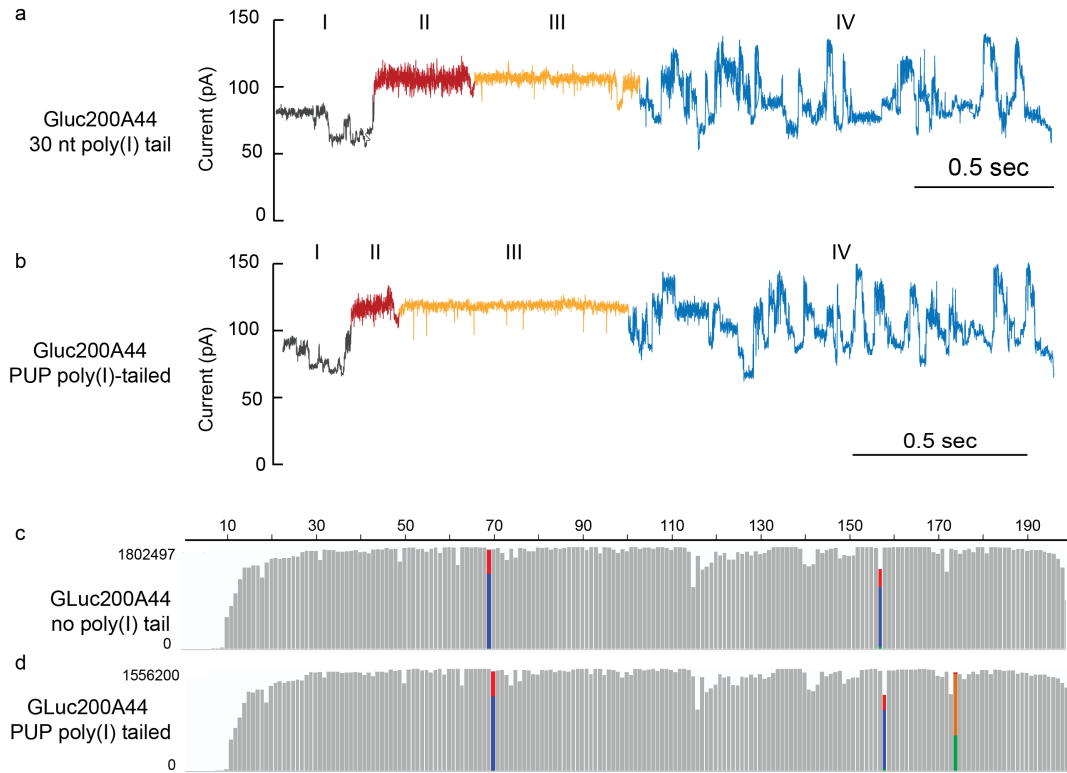 a
I II III IV
150
100
50
0
Current (pA)
Gluc200A44
30 nt poly(I) tail
0.5 sec
b
I II III IV
150
100
50
0
Current (pA)
Gluc200A44
PUP poly(I)-tailed
0.5 sec
c
10 30 50 70 90 110 130 150 170 190
1802497
GLuc200A44
no poly(I) tail
0
d
1556200
GLuc200A44
PUP poly(I) tailed
0